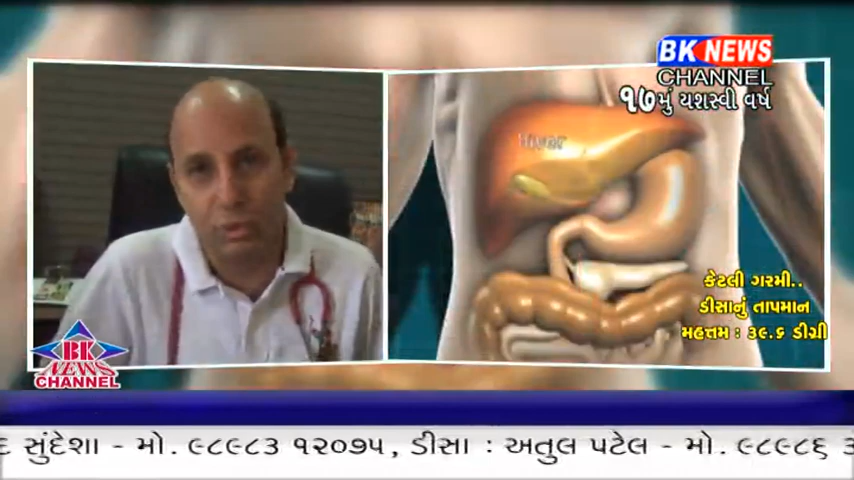 BK NEWS
CHANNEL
૧૭મું યશસ્વી વર્ષ
liver
કેટલી ગરમી..
ડીસાનું તાપમાન
મહત્તમ : ૩૯.૬ ડીગ્રી
BK
NEWS
CHANNEL
સુંદેશા - મો. ૯૮૯૮૩ ૧૨૦૭૫, ડીસા : અતુલ પટેલ - મો. ૯૮૯૮૬